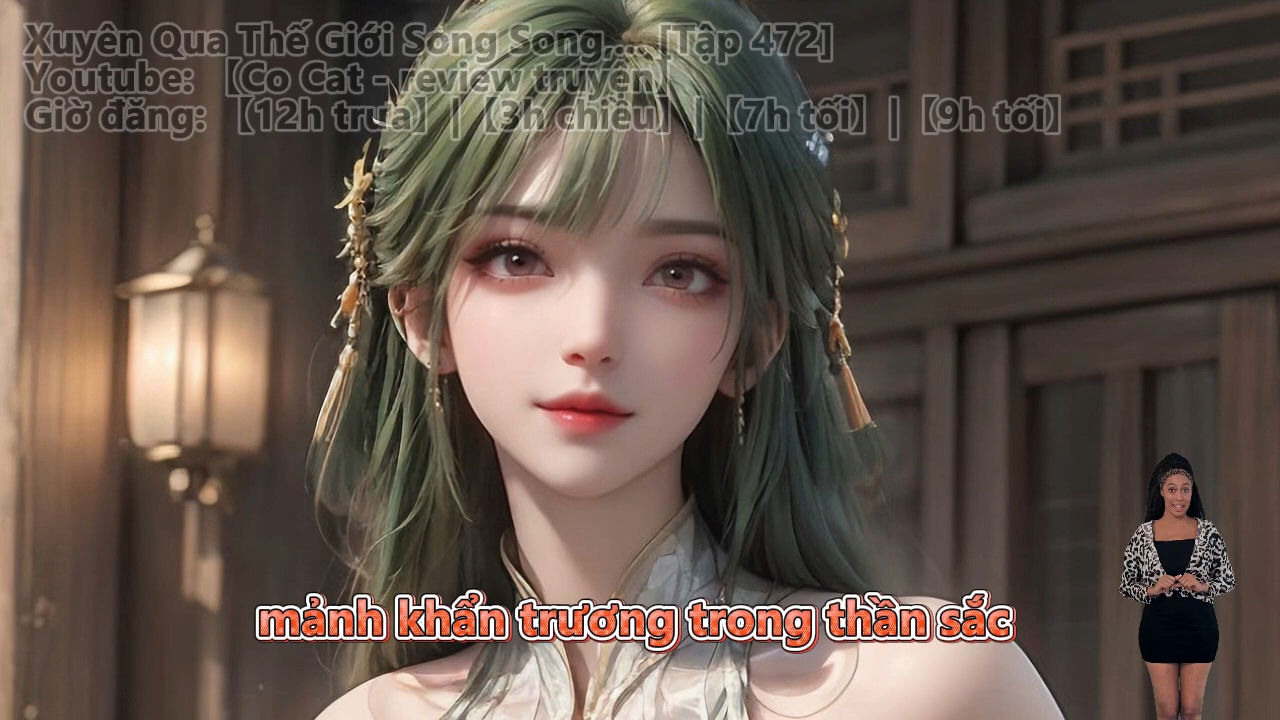 Xuyên Qua Thế Giới Song Song,... [Tập 472]
Youtube: 【Co Cat - review truyện】
Giờ đăng: 【12h trưa】 | 【3h chiều】 | 【7h tối】 | 【9h tối】
mảnh khẩn trương trong thần sắc